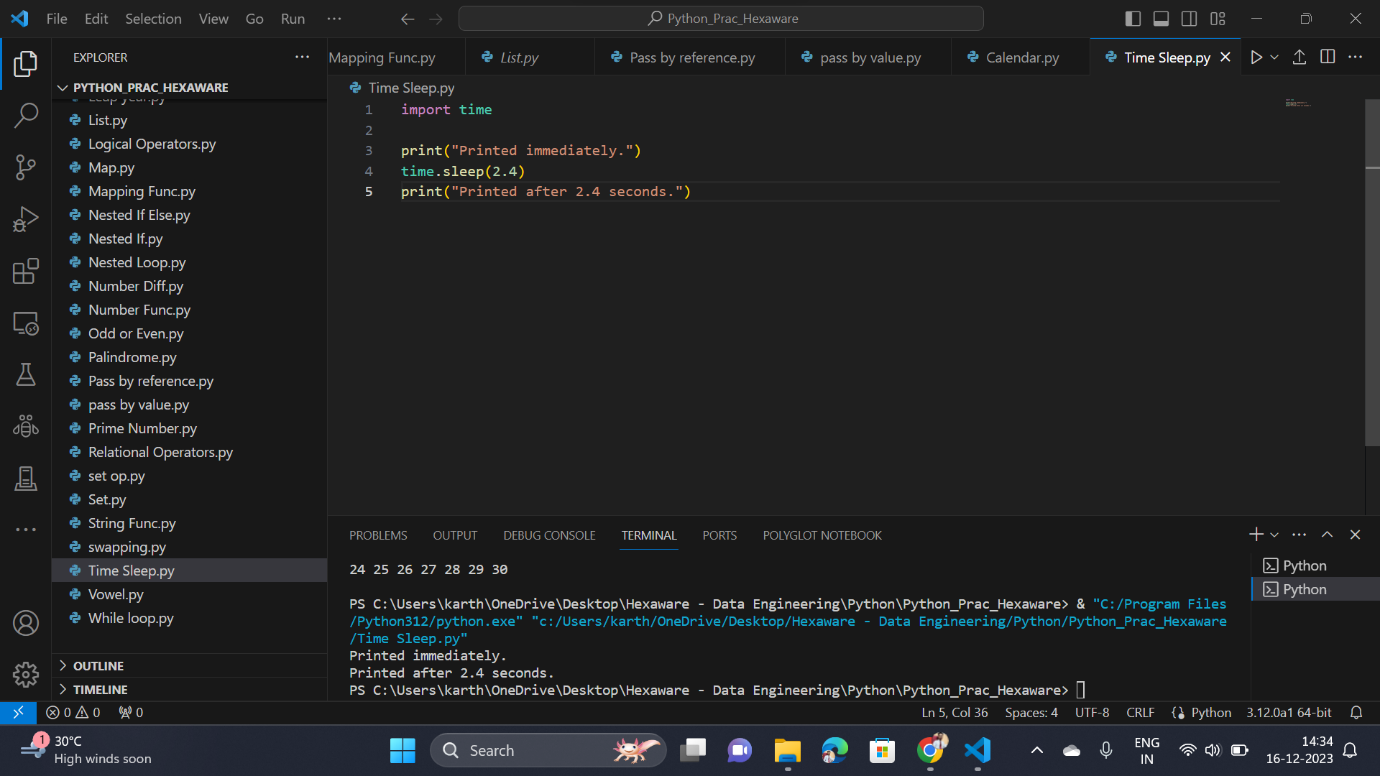 File Edit Selection View Go Run ··· Python_Prac_Hexaware
EXPLORER ···
PYTHON_PRAC_HEXAWARE
Leap year.py
List.py
Logical Operators.py
Map.py
Mapping Func.py
Nested If Else.py
Nested If.py
Nested Loop.py
Number Diff.py
Number Func.py
Odd or Even.py
Palindrome.py
Pass by reference.py
pass by value.py
Prime Number.py
Relational Operators.py
set op.py
Set.py
String Func.py
swapping.py
Time Sleep.py
Vowel.py
While loop.py
OUTLINE
TIMELINE
Mapping Func.py List.py Pass by reference.py pass by value.py Calendar.py Time Sleep.py
Time Sleep.py
1 import time
2
3 print("Printed immediately.")
4 time.sleep(2.4)
5 print("Printed after 2.4 seconds.")
PROBLEMS OUTPUT DEBUG CONSOLE TERMINAL PORTS POLYGLOT NOTEBOOK
24 25 26 27 28 29 30
PS C:\Users\karth\OneDrive\Desktop\Hexaware - Data Engineering\Python\Python_Prac_Hexaware> & "C:/Program Files
/Python312/python.exe" "c:/Users/karth/OneDrive/Desktop/Hexaware - Data Engineering/Python/Python_Prac_Hexaware
/Time Sleep.py"
Printed immediately.
Printed after 2.4 seconds.
PS C:\Users\karth\OneDrive\Desktop\Hexaware - Data Engineering\Python\Python_Prac_Hexaware>
Python
Python
0 0 0 Ln 5, Col 36 Spaces: 4 UTF-8 CRLF Python 3.12.0a1 64-bit
1
30°C
High winds soon
Search
ENG
IN
14:34
16-12-2023